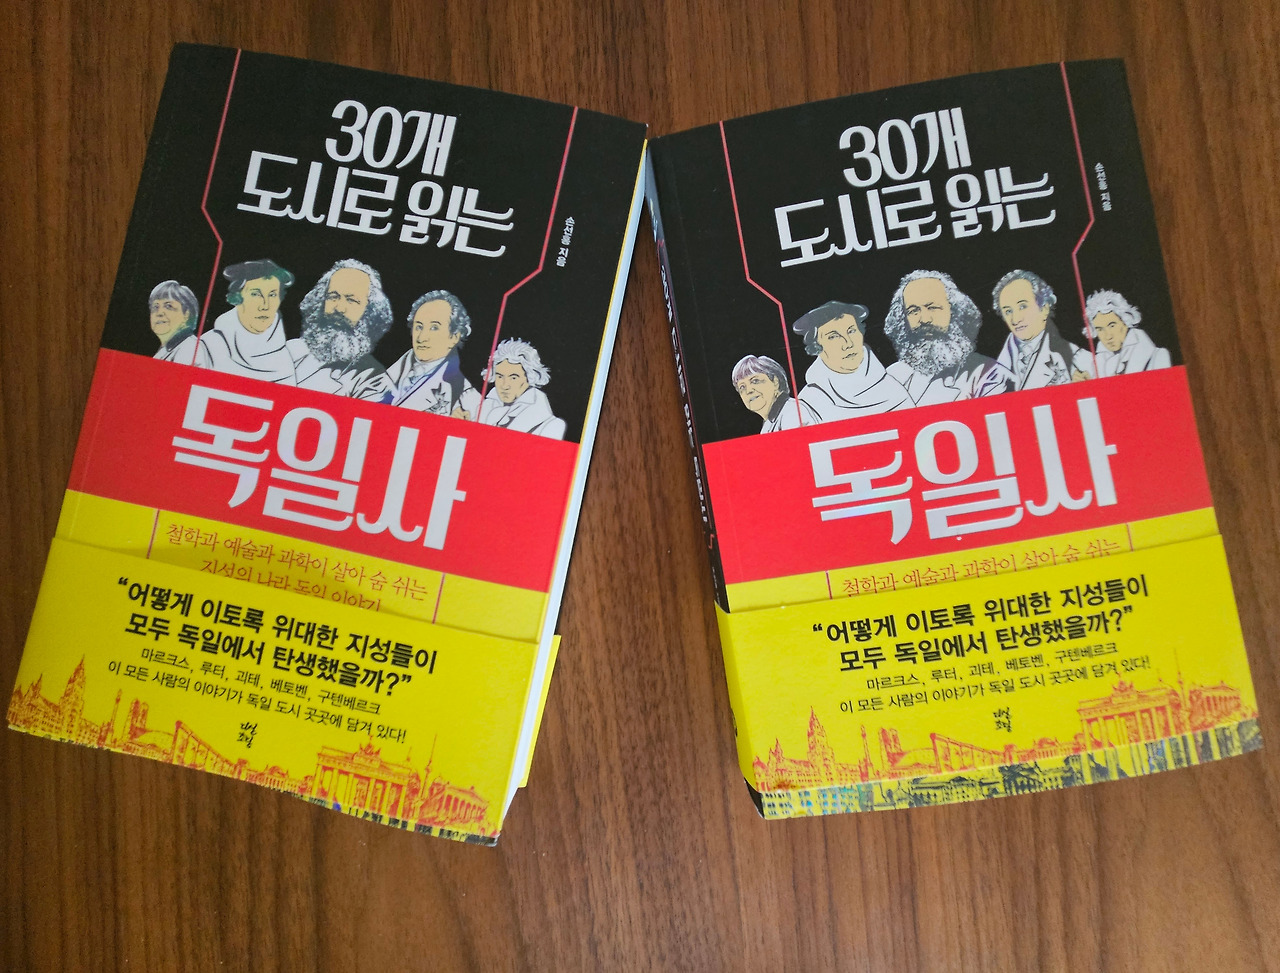 30개
도시로 읽는
손선홍 지음
독일사
철학과 예술과 과학이 살아 숨 쉬는
지성의 나라 독일 이야기
“어떻게 이토록 위대한 지성들이
모두 독일에서 탄생했을까?”
마르크스, 루터, 괴테, 베토벤, 구텐베르크
이 모든 사람의 이야기가 독일 도시 곳곳에 담겨 있다!
30개
도시로 읽는
손선홍 지음
독일사
철학과 예술과 과학이 살아 숨 쉬는
“어떻게 이토록 위대한 지성들이
모두 독일에서 탄생했을까?”
마르크스, 루터, 괴테, 베토벤, 구텐베르크
이 모든 사람의 이야기가 독일 도시 곳곳에 담겨 있다!